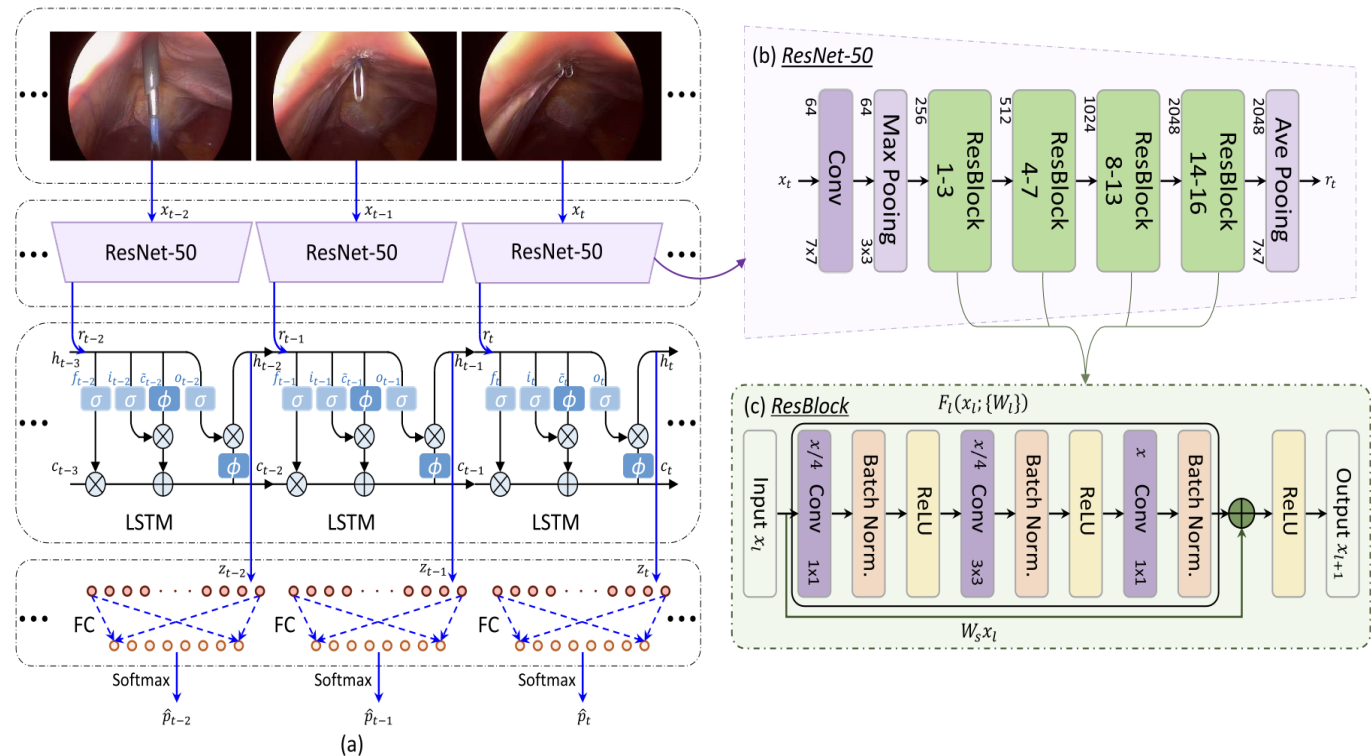 •••
•••
x_{t−2}
x_{t−1}
x_t
•••
ResNet-50
ResNet-50
ResNet-50
•••
r_{t−2}
r_{t−1}
r_t
h_{t−3}
h_{t−2}
h_{t−1}
h_t
f_{t−2} i_{t−2} c̃_{t−2} o_{t−2}
f_{t−1} i_{t−1} c̃_{t−1} o_{t−1}
f_t i_t c̃_t o_t
σ σ ϕ σ
σ σ ϕ σ
σ σ ϕ σ
•••
•••
ϕ
ϕ
ϕ
c_{t−3}
c_{t−2}
c_{t−1}
c_t
LSTM
LSTM
LSTM
z_{t−2}
z_{t−1}
z_t
•••
•••
FC
FC
FC
Softmax
Softmax
Softmax
p̂_{t−2}
p̂_{t−1}
p̂_t
(a)
(b) ResNet-50
x_t
64
Conv
7x7
64
Max Pooing
3x3
256
ResBlock
1-3
512
ResBlock
4-7
1024
ResBlock
8-13
2048
ResBlock
14-16
2048
Ave Pooing
7x7
r_t
(c) ResBlock
F_l(x_l; {W_l})
Input x_l
x/4 Conv 1x1
Batch Norm.
ReLU
x/4 Conv 3x3
Batch Norm.
ReLU
x Conv 1x1
Batch Norm.
ReLU
Output x_{l+1}
W_s x_l